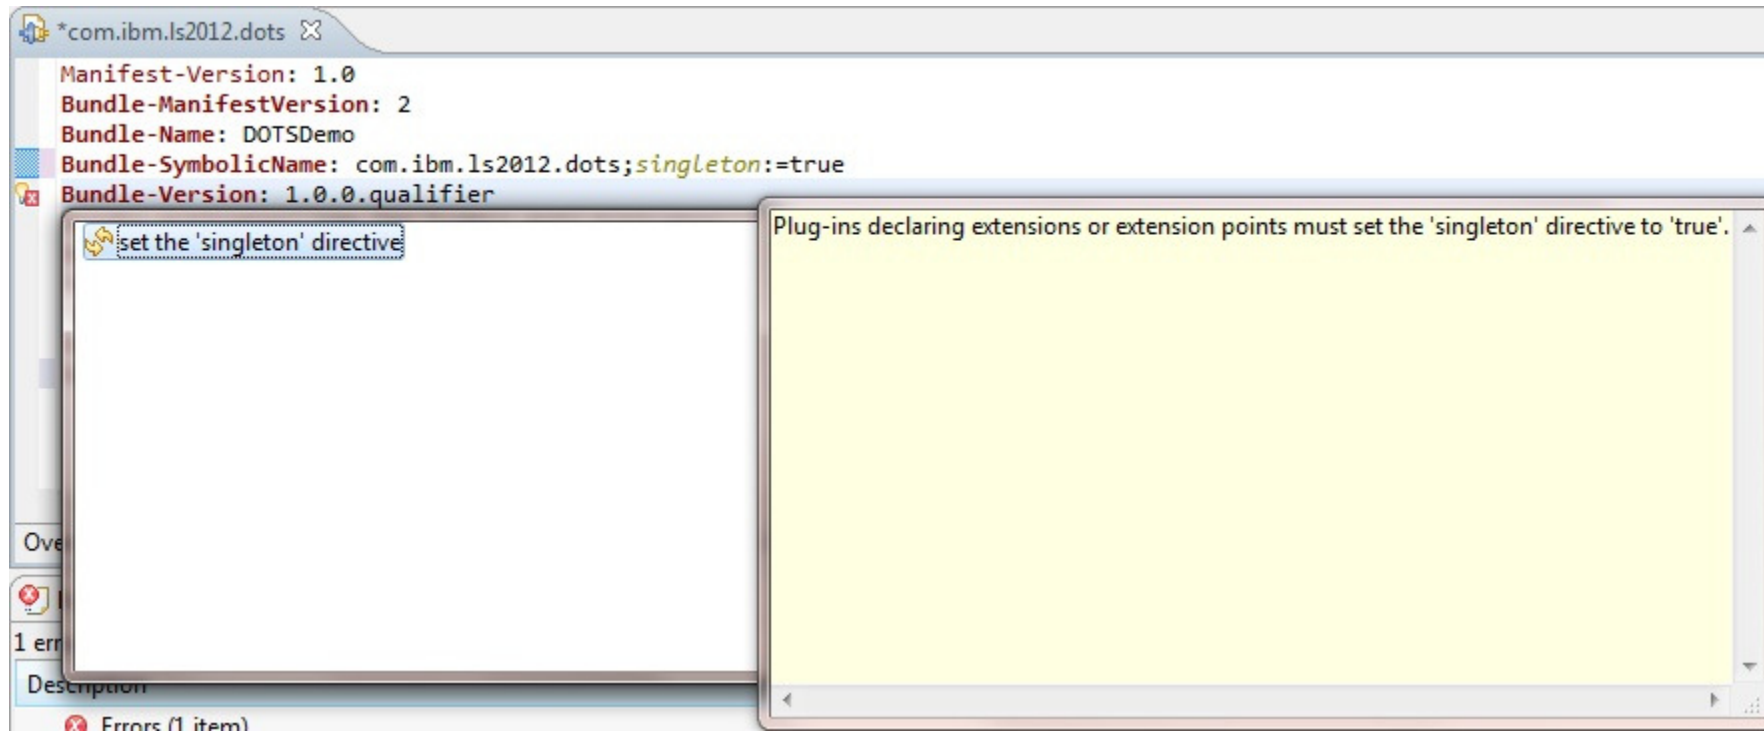 *com.ibm.ls2012.dots
Manifest-Version: 1.0
Bundle-ManifestVersion: 2
Bundle-Name: DOTSDemo
Bundle-SymbolicName: com.ibm.ls2012.dots;singleton:=true
Bundle-Version: 1.0.0.qualifier
set the 'singleton' directive
Plug-ins declaring extensions or extension points must set the 'singleton' directive to 'true'.
1 err
Description
Errors (1 item)